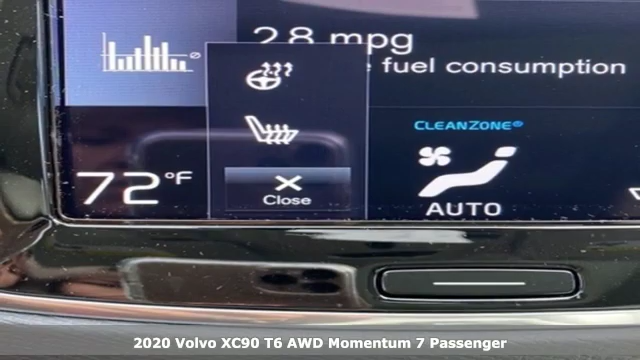 2.8 mpg
fuel consumption
CLEANZONE
72°F
Close
AUTO
2020 Volvo XC90 T6 AWD Momentum 7 Passenger